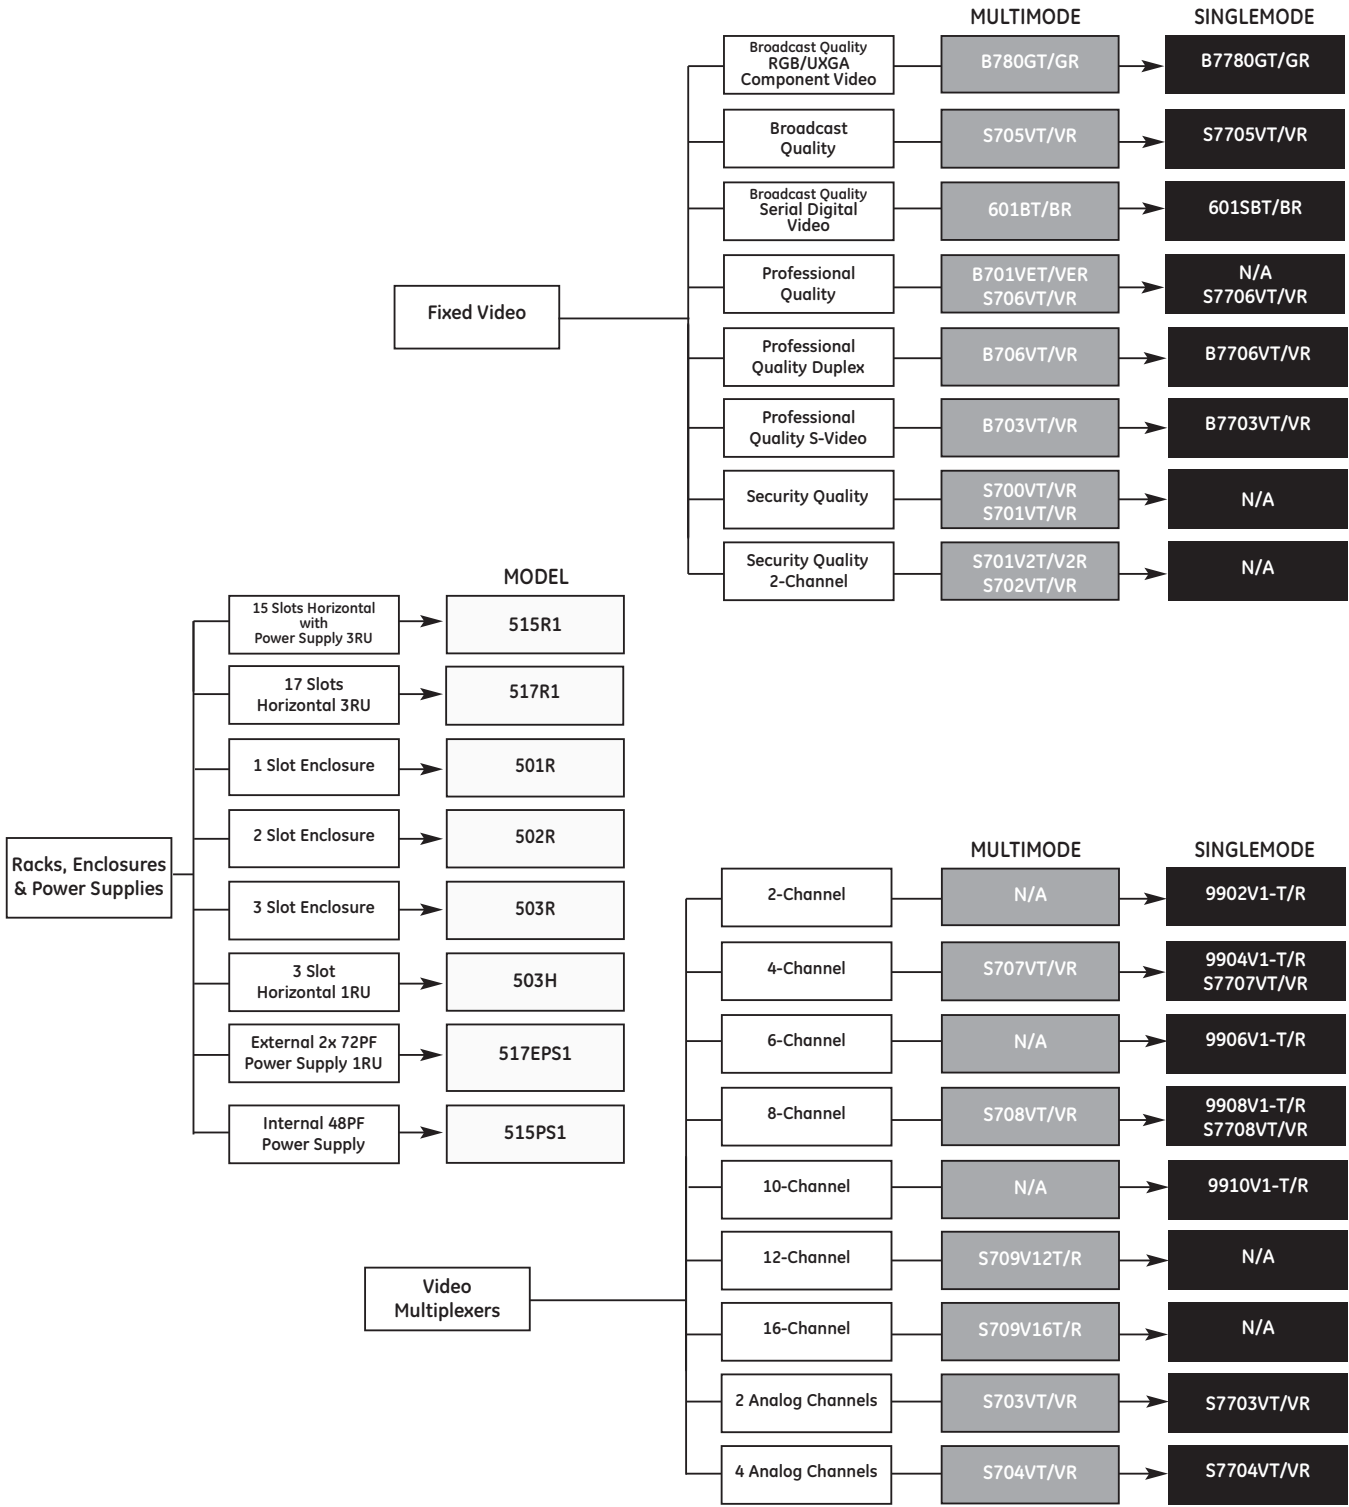 MULTIMODE
SINGLEMODE
Fixed Video
Broadcast Quality
RGB/UXGA
Component Video
B780GT/GR
B7780GT/GR
Broadcast
Quality
S705VT/VR
S7705VT/VR
Broadcast Quality
Serial Digital
Video
601BT/BR
601SBT/BR
Professional
Quality
B701VET/VER
S706VT/VR
N/A
S7706VT/VR
Professional
Quality Duplex
B706VT/VR
B7706VT/VR
Professional
Quality S-Video
B703VT/VR
B7703VT/VR
Security Quality
S700VT/VR
S701VT/VR
N/A
Security Quality
2-Channel
S701V2T/V2R
S702VT/VR
N/A
MODEL
Racks, Enclosures
& Power Supplies
15 Slots Horizontal
with
Power Supply 3RU
515R1
17 Slots
Horizontal 3RU
517R1
1 Slot Enclosure
501R
2 Slot Enclosure
502R
3 Slot Enclosure
503R
3 Slot
Horizontal 1RU
503H
External 2x 72PF
Power Supply 1RU
517EPS1
Internal 48PF
Power Supply
515PS1
MULTIMODE
SINGLEMODE
Video
Multiplexers
2-Channel
N/A
9902V1-T/R
4-Channel
S707VT/VR
9904V1-T/R
S7707VT/VR
6-Channel
N/A
9906V1-T/R
8-Channel
S708VT/VR
9908V1-T/R
S7708VT/VR
10-Channel
N/A
9910V1-T/R
12-Channel
S709V12T/R
N/A
16-Channel
S709V16T/R
N/A
2 Analog Channels
S703VT/VR
S7703VT/VR
4 Analog Channels
S704VT/VR
S7704VT/VR